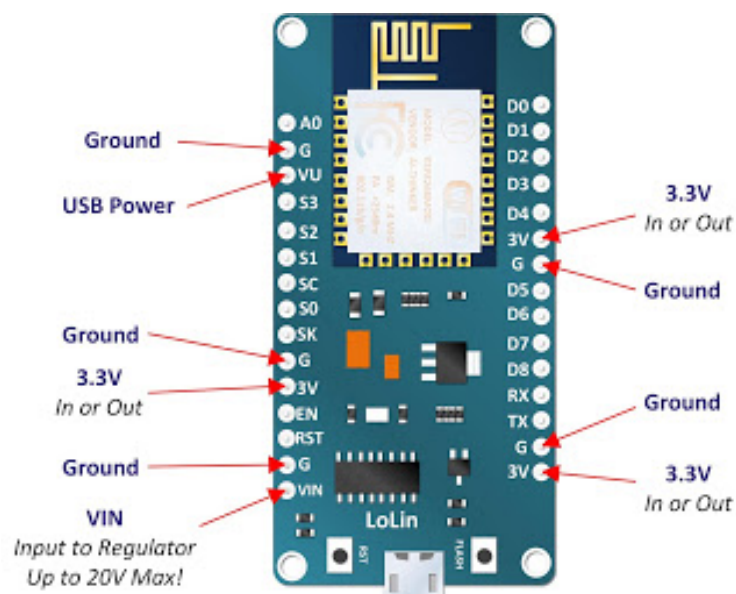 Ground
USB Power
Ground
3.3V
In or Out
Ground
VIN
Input to Regulator
Up to 20V Max!
A0
G
VU
S3
S2
S1
SC
S0
SK
G
3V
EN
RST
G
VIN
D0
D1
D2
D3
D4
3V
G
D5
D6
D7
D8
RX
TX
G
3V
3.3V
In or Out
Ground
Ground
3.3V
In or Out
MODEL
VENDOR
LoLin
RST
FLASH